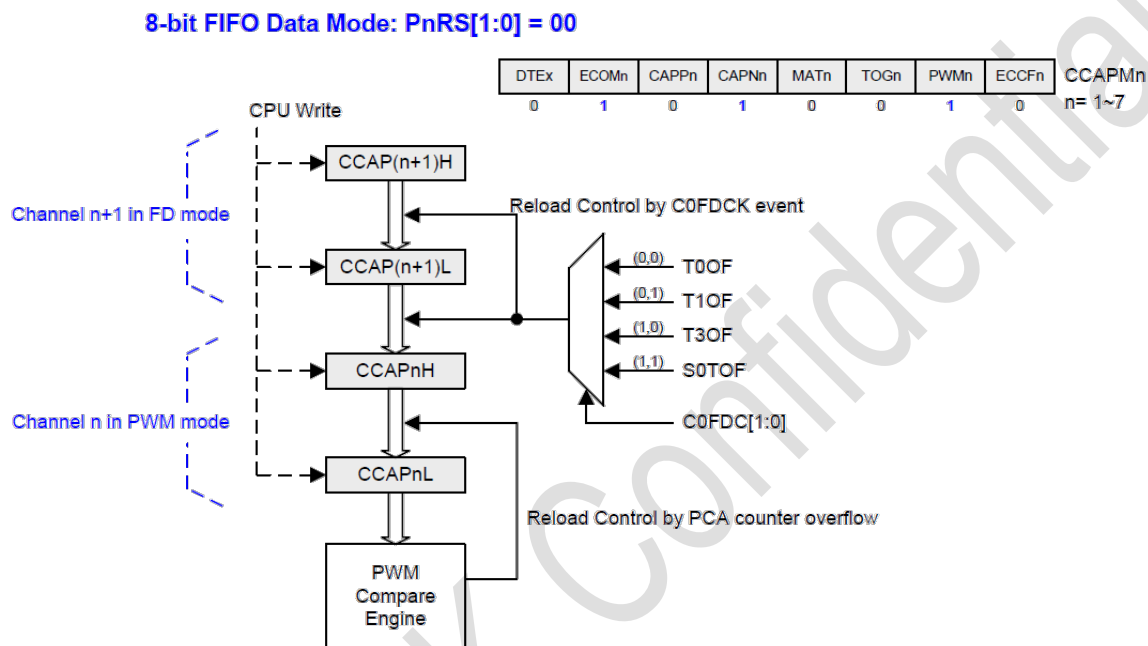 8-bit FIFO Data Mode: PnRS[1:0] = 00
DTEx ECOMn CAPPn CAPNn MATn TOGn PWMn ECCFn CCAPMn
0 1 0 1 0 0 1 0 n= 1~7
CPU Write
CCAP(n+1)H
Channel n+1 in FD mode
Reload Control by C0FDCK event
CCAP(n+1)L
(0,0) T0OF
(0,1) T1OF
(1,0) T3OF
(1,1) S0TOF
CCAPnH
Channel n in PWM mode
C0FDC[1:0]
CCAPnL
Reload Control by PCA counter overflow
PWM
Compare
Engine
Confidential